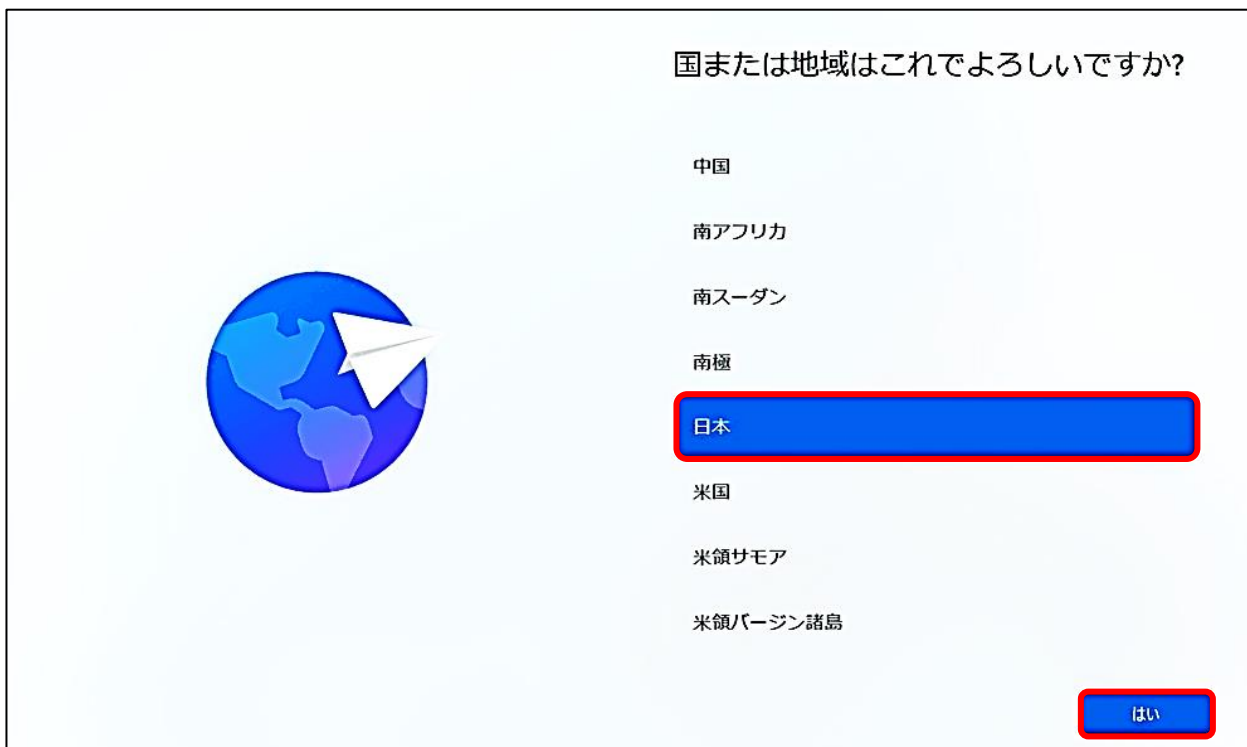 国または地域はこれでよろしいですか?
中国
南アフリカ
南スーダン
南極
日本
米国
米領サモア
米領バージン諸島
はい